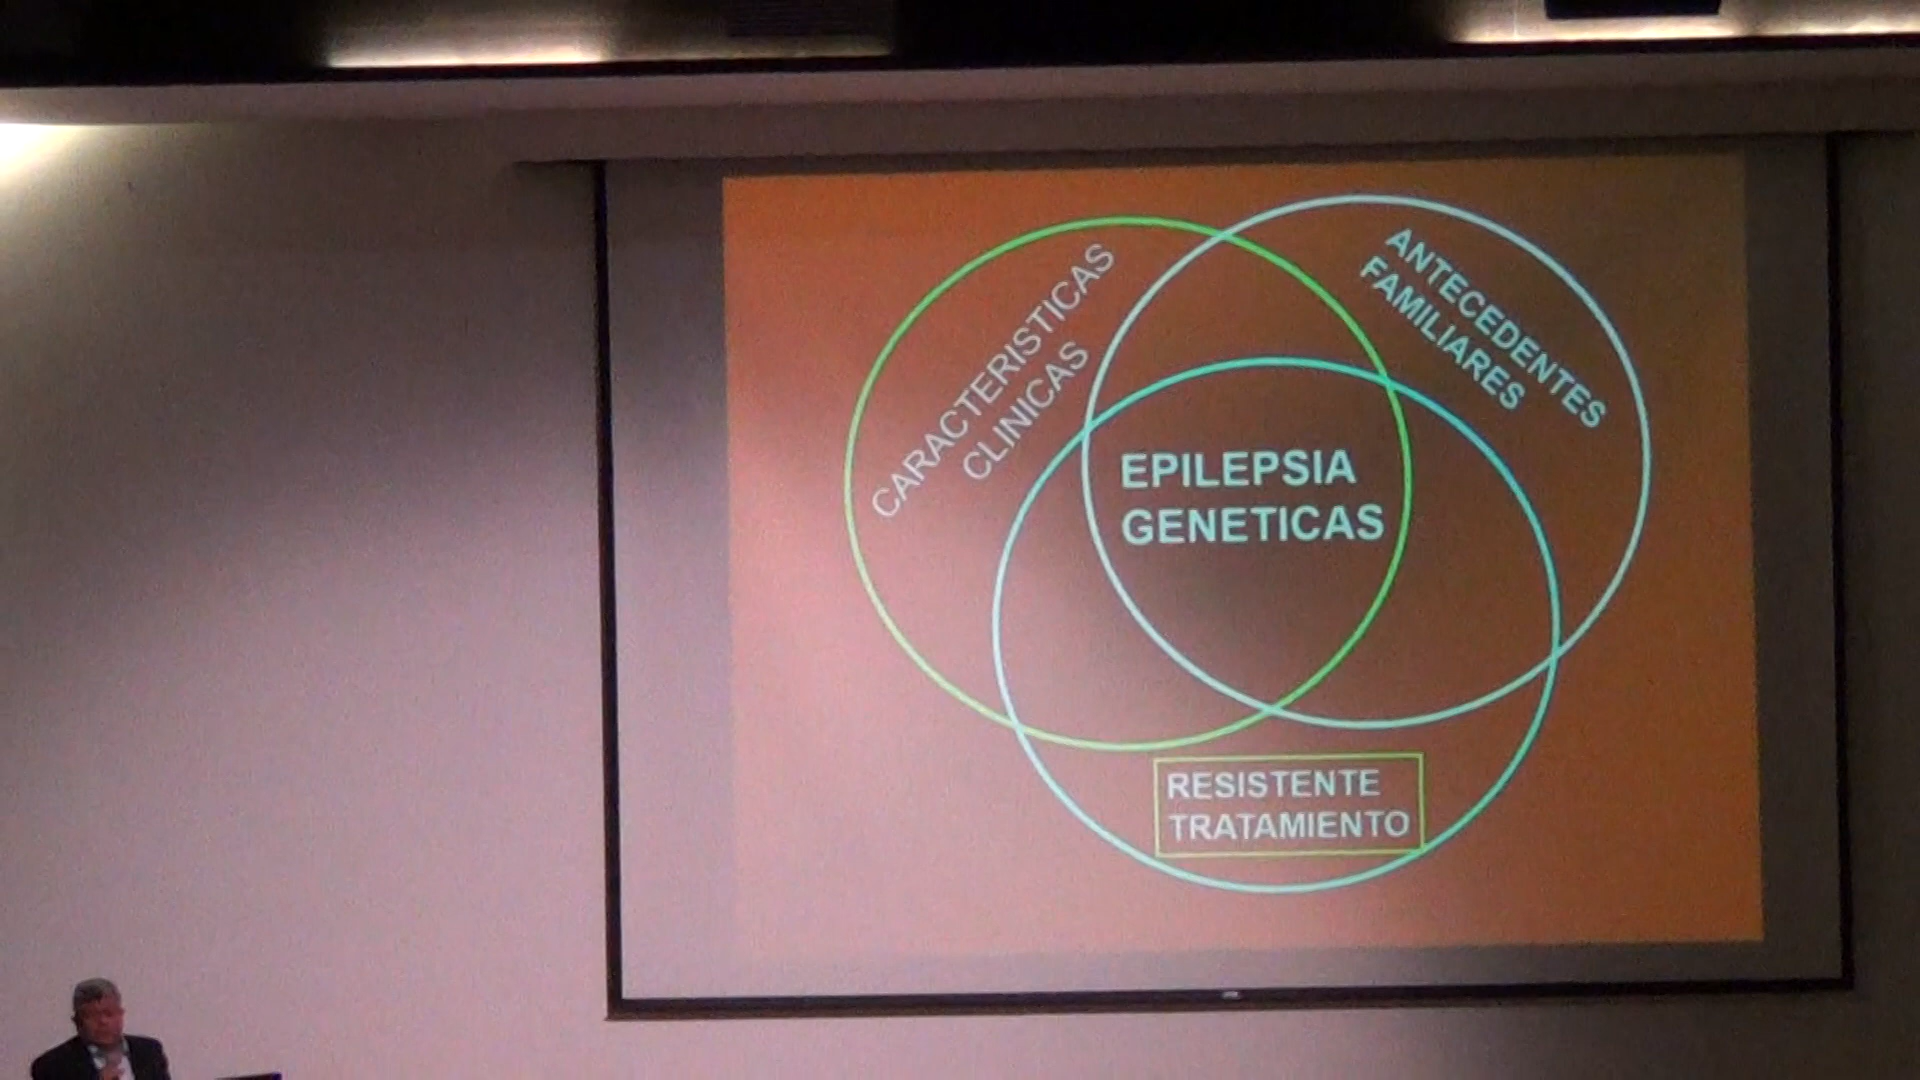 CARACTERISTICAS
CLINICAS
ANTECEDENTES
FAMILIARES
EPILEPSIA
GENETICAS
RESISTENTE
TRATAMIENTO